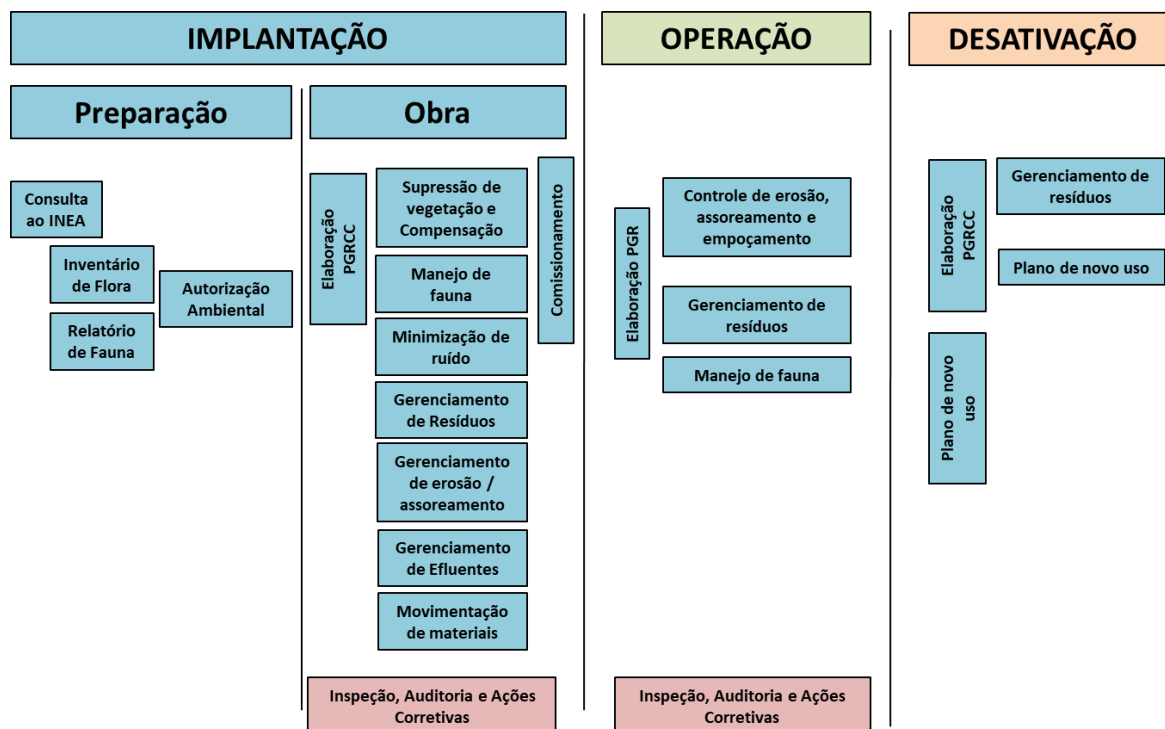 IMPLANTAÇÃO
Preparação
Consulta
ao INEA
Inventário
de Flora
Relatório
de Fauna
Autorização
Ambiental
Obra
Elaboração
PGRCC
Supressão de
vegetação e
Compensação
Manejo de
fauna
Minimização de
ruído
Gerenciamento
de Resíduos
Gerenciamento
de erosão /
assoreamento
Gerenciamento
de Efluentes
Movimentação
de materiais
Comissionamento
Inspeção, Auditoria e Ações
Corretivas
OPERAÇÃO
Elaboração PGR
Controle de erosão,
assoreamento e
empoçamento
Gerenciamento de
resíduos
Manejo de fauna
Inspeção, Auditoria e Ações
Corretivas
DESATIVAÇÃO
Elaboração
PGRCC
Gerenciamento de
resíduos
Plano de novo uso
Plano de novo
uso